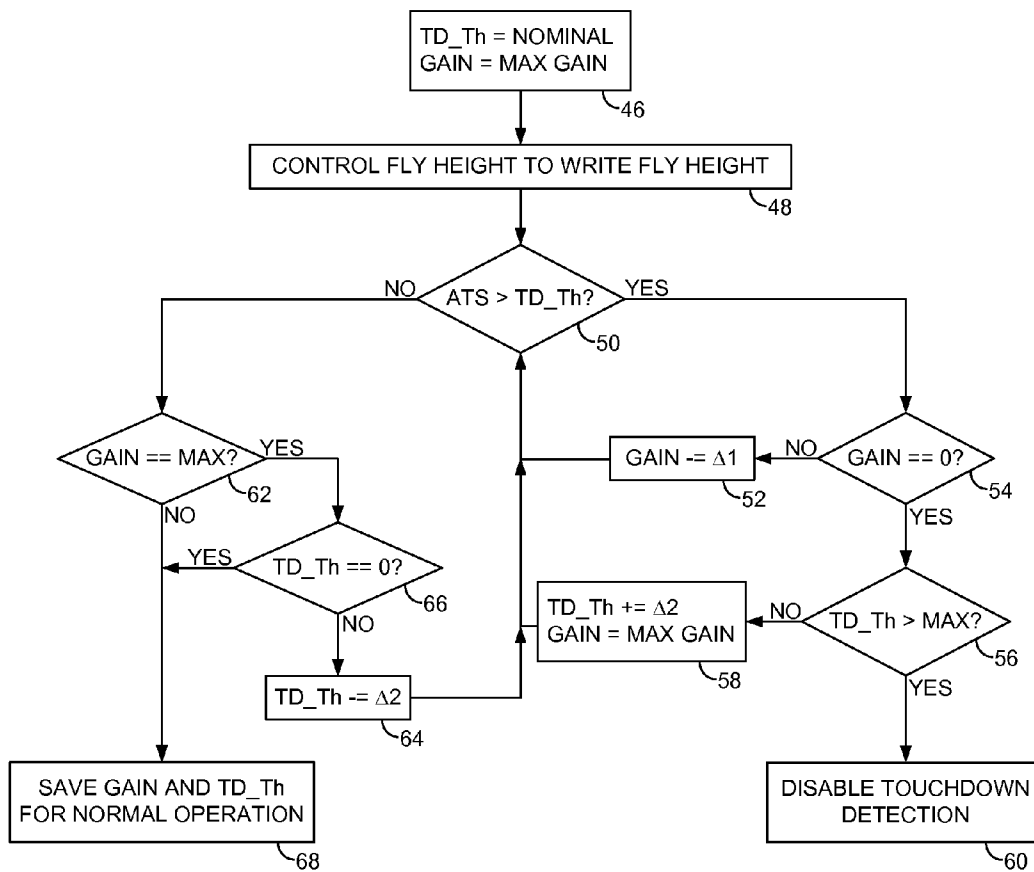 TD_Th = NOMINAL
GAIN = MAX GAIN
46
CONTROL FLY HEIGHT TO WRITE FLY HEIGHT
48
NO
ATS > TD_Th?
YES
50
GAIN == MAX?
YES
62
NO
GAIN -= Δ1
52
NO
GAIN == 0?
54
YES
YES
TD_Th == 0?
66
NO
TD_Th += Δ2
GAIN = MAX GAIN
58
NO
TD_Th > MAX?
56
YES
TD_Th -= Δ2
64
SAVE GAIN AND TD_Th
FOR NORMAL OPERATION
68
DISABLE TOUCHDOWN
DETECTION
60